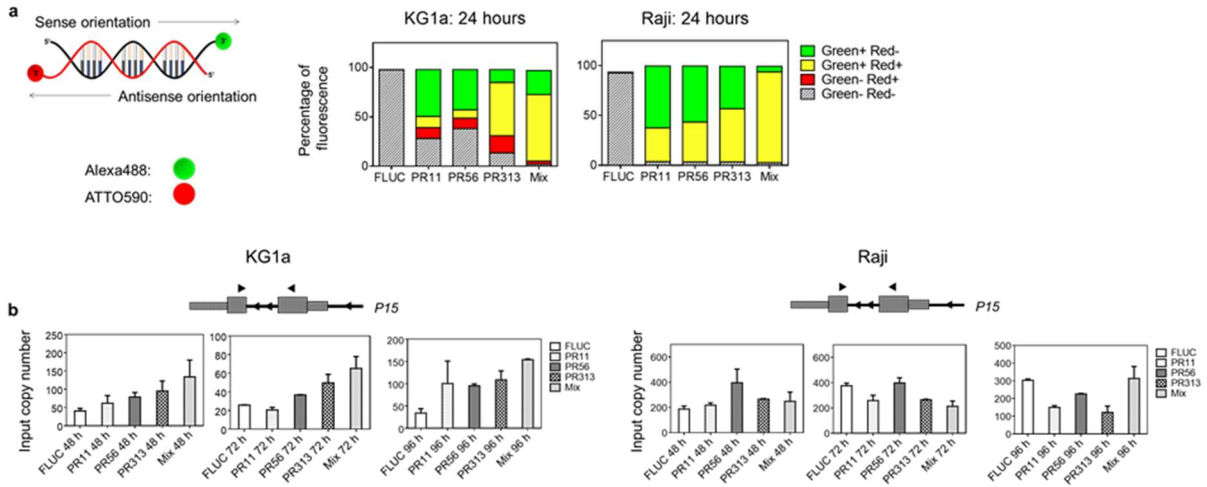 a
Sense orientation
5'
3'
3'
5'
Antisense orientation
Alexa488:
ATTO590:
KG1a: 24 hours
Percentage of fluorescence
100
50
0
FLUC PR11 PR56 PR313 Mix
Raji: 24 hours
100
50
0
FLUC PR11 PR56 PR313 Mix
Green+ Red-
Green+ Red+
Green- Red+
Green- Red-
b
KG1a
P15
Input copy number
250
200
150
100
50
0
FLUC 48 h
PR11 48 h
PR56 48 h
PR313 48 h
Mix 48 h
100
80
60
40
20
0
FLUC 72 h
PR11 72 h
PR56 72 h
PR313 72 h
Mix 72 h
200
150
100
50
0
FLUC 96 h
PR11 96 h
PR56 96 h
PR313 96 h
Mix 96 h
FLUC
PR11
PR56
PR313
Mix
Raji
P15
Input copy number
600
400
200
0
FLUC 48 h
PR11 48 h
PR56 48 h
PR313 48 h
Mix 48 h
600
400
200
0
FLUC 72 h
PR11 72 h
PR56 72 h
PR313 72 h
Mix 72 h
500
400
300
200
100
0
FLUC 96 h
PR11 96 h
PR56 96 h
PR313 96 h
Mix 96 h
FLUC
PR11
PR56
PR313
Mix